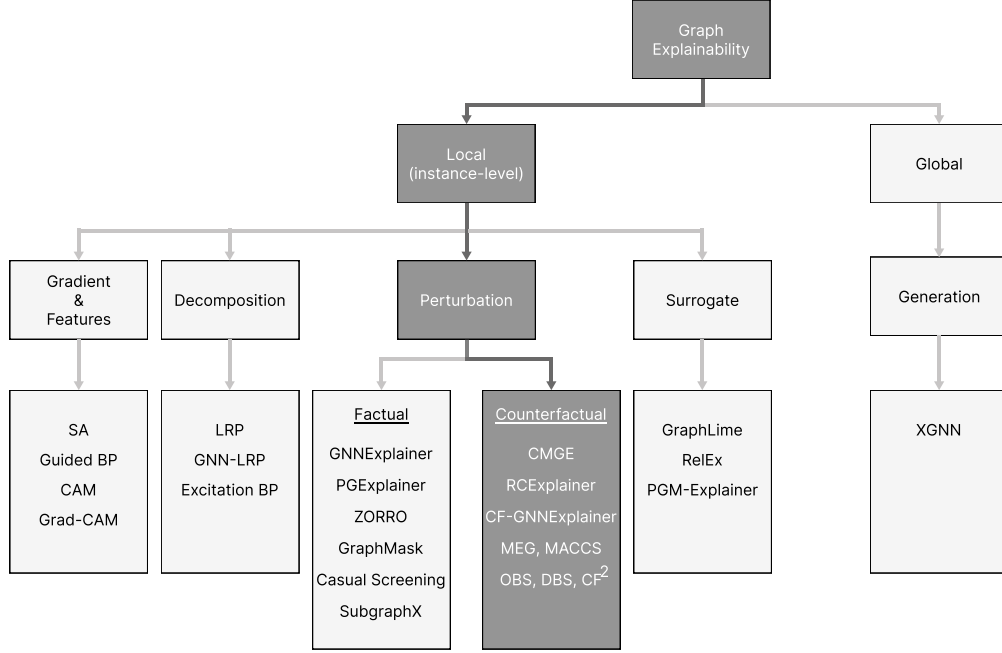 Graph
Explainability
Local
(instance-level)
Global
Gradient
&
Features
Decomposition
Perturbation
Surrogate
Generation
SA
Guided BP
CAM
Grad-CAM
LRP
GNN-LRP
Excitation BP
Factual
GNNExplainer
PGExplainer
ZORRO
GraphMask
Casual Screening
SubgraphX
Counterfactual
CMGE
RCExplainer
CF-GNNExplainer
MEG, MACCS
OBS, DBS, CF²
GraphLime
RelEx
PGM-Explainer
XGNN